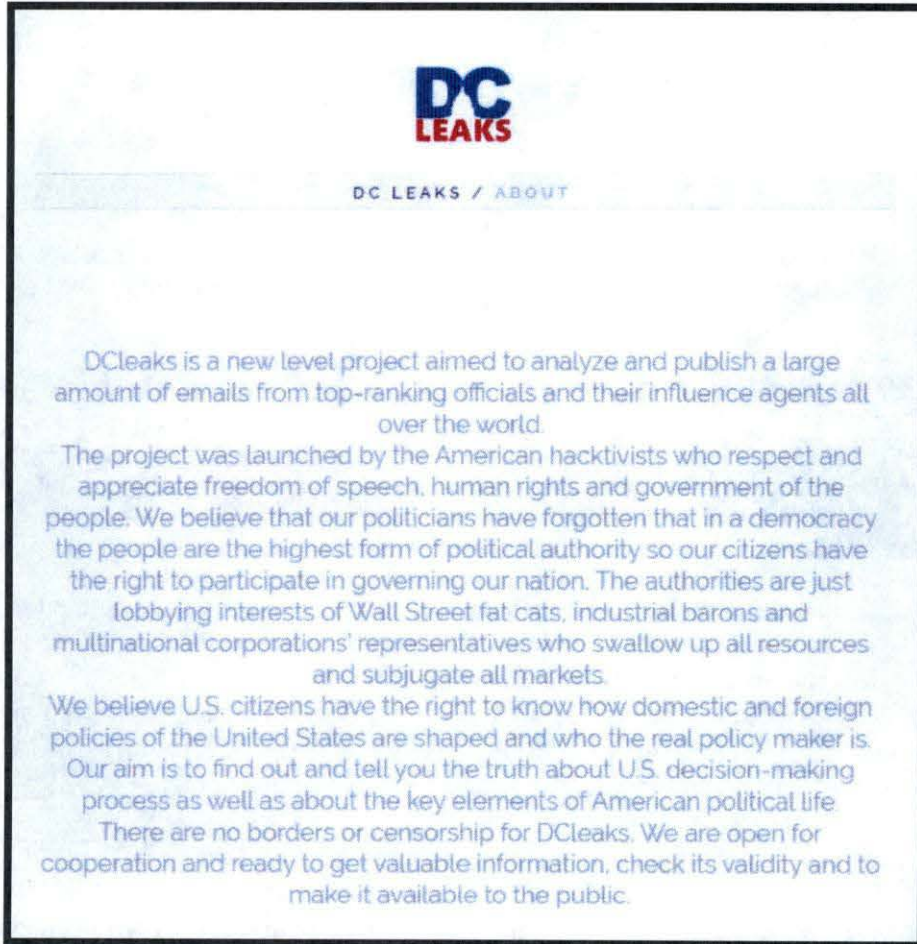 DC
LEAKS
DC LEAKS / ABOUT
DCleaks is a new level project aimed to analyze and publish a large
amount of emails from top-ranking officials and their influence agents all
over the world.
The project was launched by the American hacktivists who respect and
appreciate freedom of speech, human rights and government of the
people. We believe that our politicians have forgotten that in a democracy
the people are the highest form of political authority so our citizens have
the right to participate in governing our nation. The authorities are just
lobbying interests of Wall Street fat cats, industrial barons and
multinational corporations' representatives who swallow up all resources
and subjugate all markets.
We believe U.S. citizens have the right to know how domestic and foreign
policies of the United States are shaped and who the real policy maker is.
Our aim is to find out and tell you the truth about U.S. decision-making
process as well as about the key elements of American political life.
There are no borders or censorship for DCleaks. We are open for
cooperation and ready to get valuable information, check its validity and to
make it available to the public.